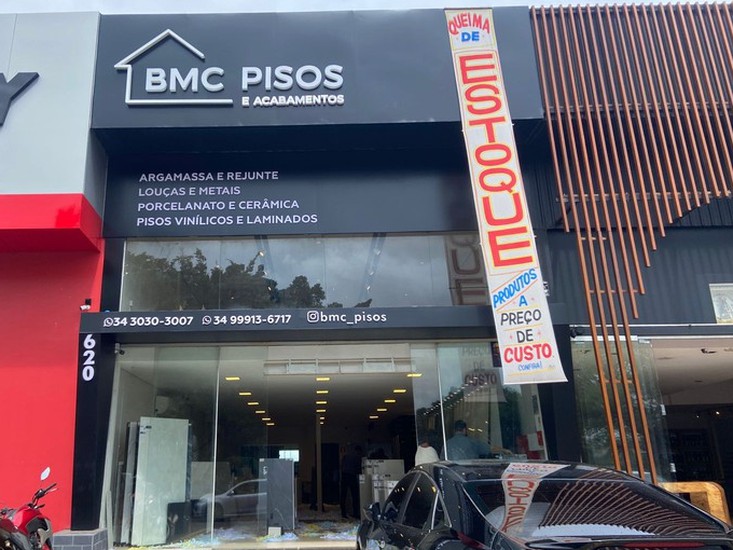 BMC PISOS
E ACABAMENTOS
ARGAMASSA E REJUNTE
LOUÇAS E METAIS
PORCELANATO E CERÂMICA
PISOS VINÍLICOS E LAMINADOS
34 3030-3007 34 99913-6717 bmc_pisos
620
QUEIMA
DE
ESTOQUE
PRODUTOS
A
PREÇO
DE
CUSTO
CONFIRA!
Y